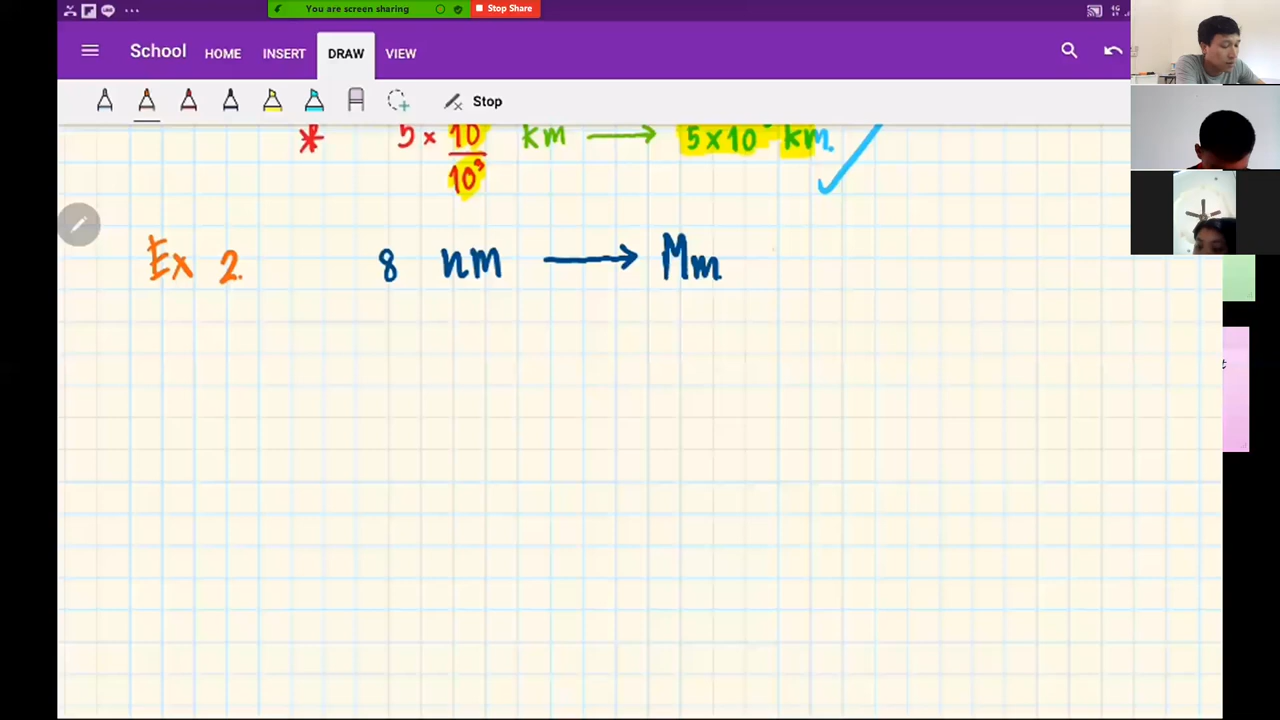 You are screen sharing Stop Share
School HOME INSERT DRAW VIEW
Stop
* 5 × 10 km → 5×10 km.
10³
Ex 2. 8 nm → Mm